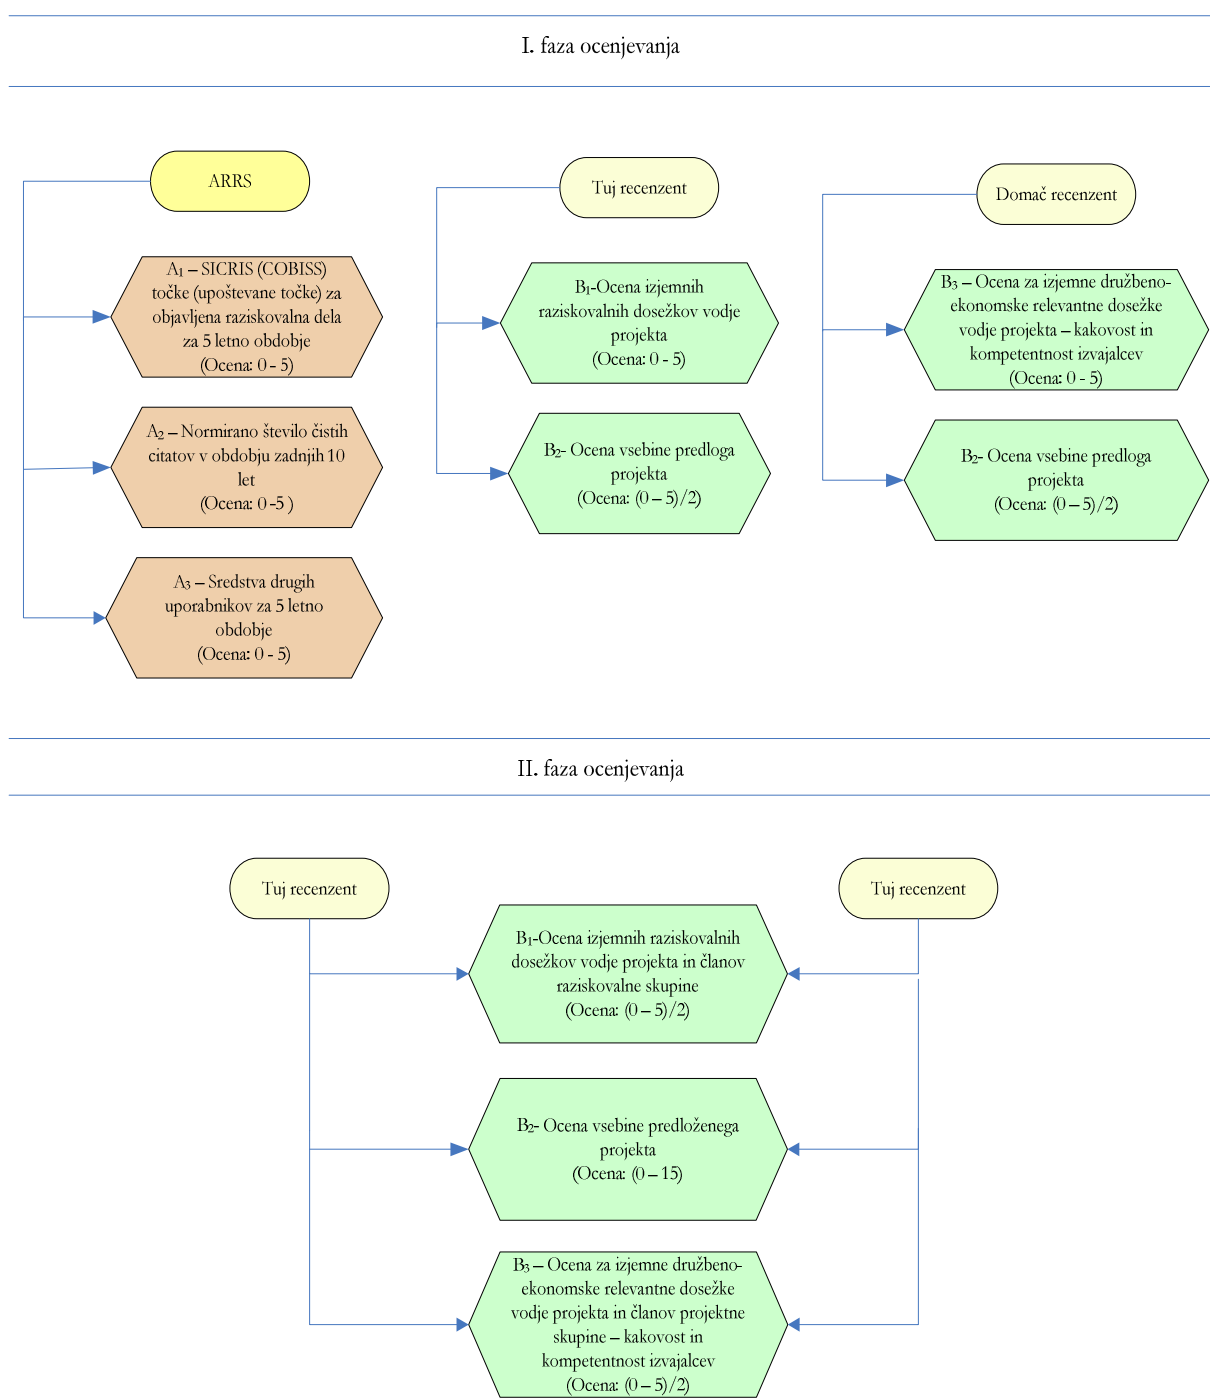 I. faza ocenjevanja
ARRS
A1 – SICRIS (COBISS)
točke (upoštevane točke) za
objavljena raziskovalna dela
za 5 letno obdobje
(Ocena: 0 - 5)
A2 – Normirano število čistih
citatov v obdobju zadnjih 10
let
(Ocena: 0 -5 )
A3 – Sredstva drugih
uporabnikov za 5 letno
obdobje
(Ocena: 0 - 5)
Tuj recenzent
B1-Ocena izjemnih
raziskovalnih dosežkov vodje
projekta
(Ocena: 0 - 5)
B2- Ocena vsebine predloga
projekta
(Ocena: (0 – 5)/2)
Domač recenzent
B3 – Ocena za izjemne družbeno-
ekonomske relevantne dosežke
vodje projekta – kakovost in
kompetentnost izvajalcev
(Ocena: 0 - 5)
B2- Ocena vsebine predloga
projekta
(Ocena: (0 – 5)/2)
II. faza ocenjevanja
Tuj recenzent
Tuj recenzent
B1-Ocena izjemnih raziskovalnih
dosežkov vodje projekta in članov
raziskovalne skupine
(Ocena: (0 – 5)/2)
B2- Ocena vsebine predloženega
projekta
(Ocena: (0 – 15)
B3 – Ocena za izjemne družbeno-
ekonomske relevantne dosežke
vodje projekta in članov projektne
skupine – kakovost in
kompetentnost izvajalcev
(Ocena: (0 – 5)/2)